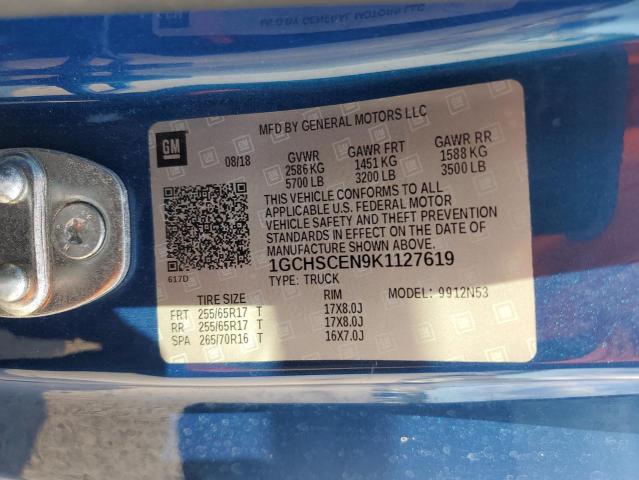 MFD BY GENERAL MOTORS LLC
GM
08/18
GVWR GAWR FRT GAWR RR
2586 KG 1451 KG 1588 KG
5700 LB 3200 LB 3500 LB
THIS VEHICLE CONFORMS TO ALL
APPLICABLE U.S. FEDERAL MOTOR
VEHICLE SAFETY AND THEFT PREVENTION
STANDARDS IN EFFECT ON THE DATE OF
MANUFACTURE SHOWN ABOVE.
1GCHSCEN9K1127619
617D
TYPE: TRUCK
TIRE SIZE RIM MODEL: 9912N53
FRT 255/65R17 T 17X8.0J
RR 255/65R17 T 17X8.0J
SPA 265/70R16 T 16X7.0J